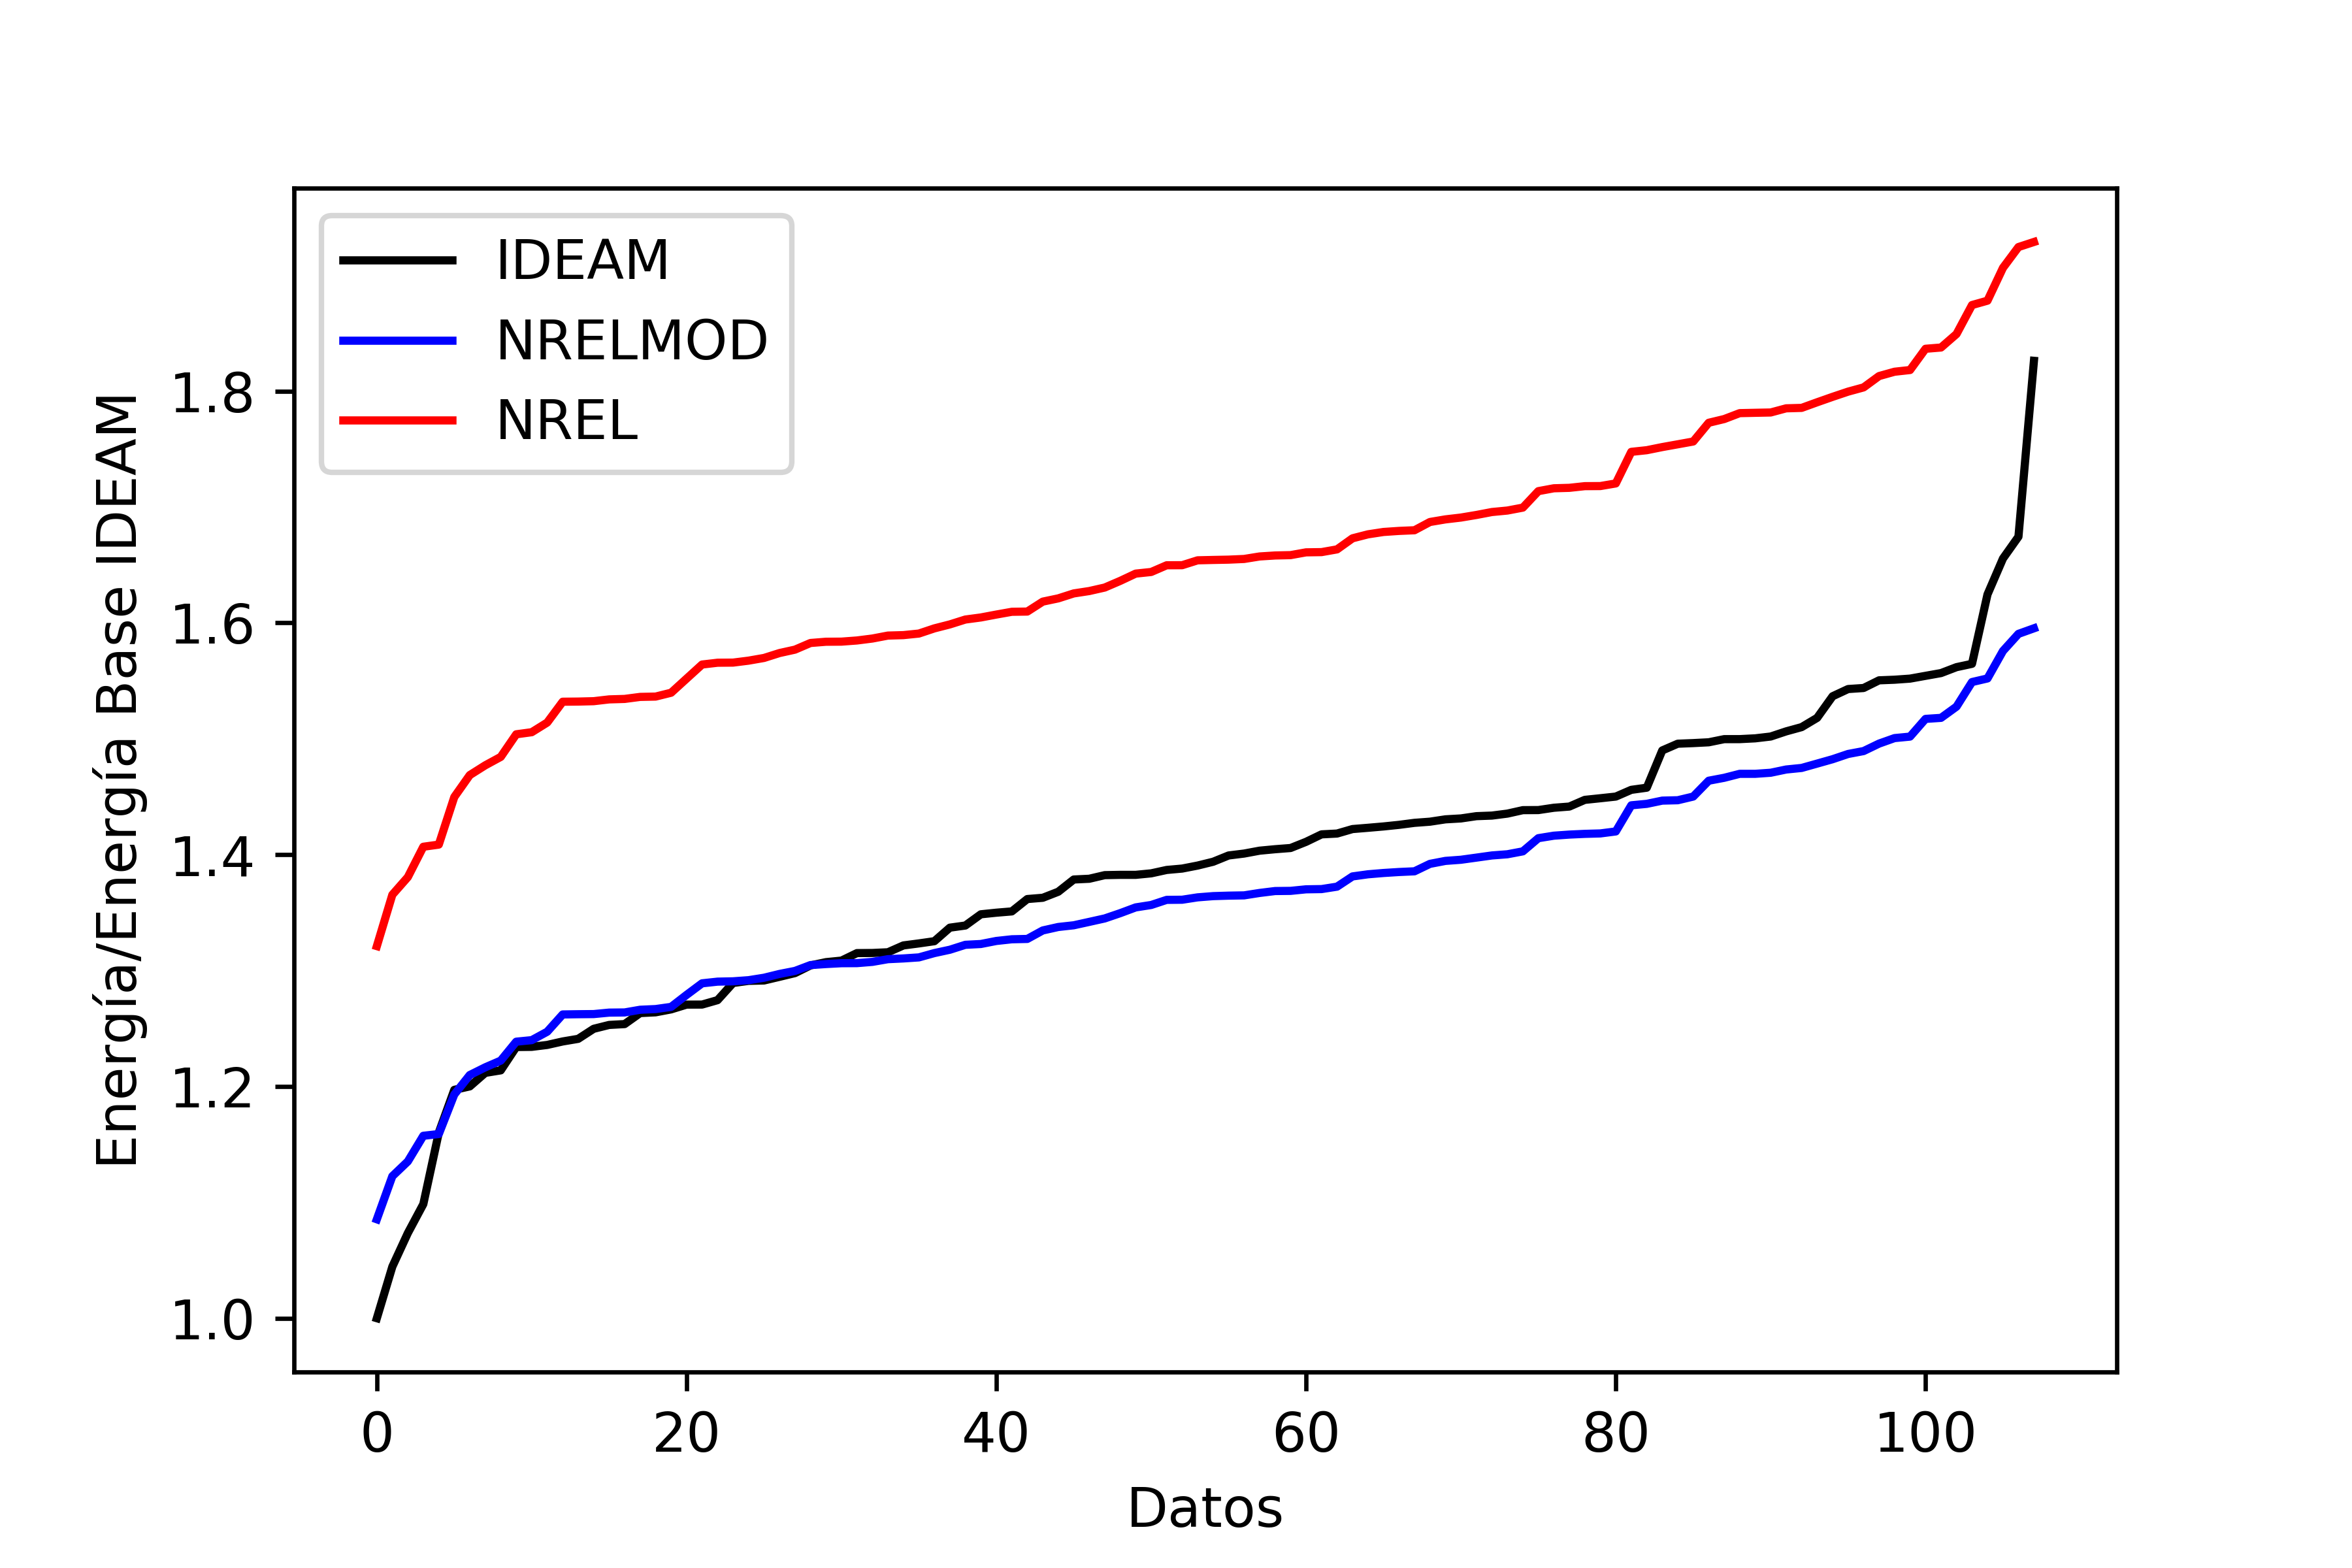 IDEAM
NRELMOD
NREL
Energía/Energía Base IDEAM
1.8
1.6
1.4
1.2
1.0
0 20 40 60 80 100
Datos